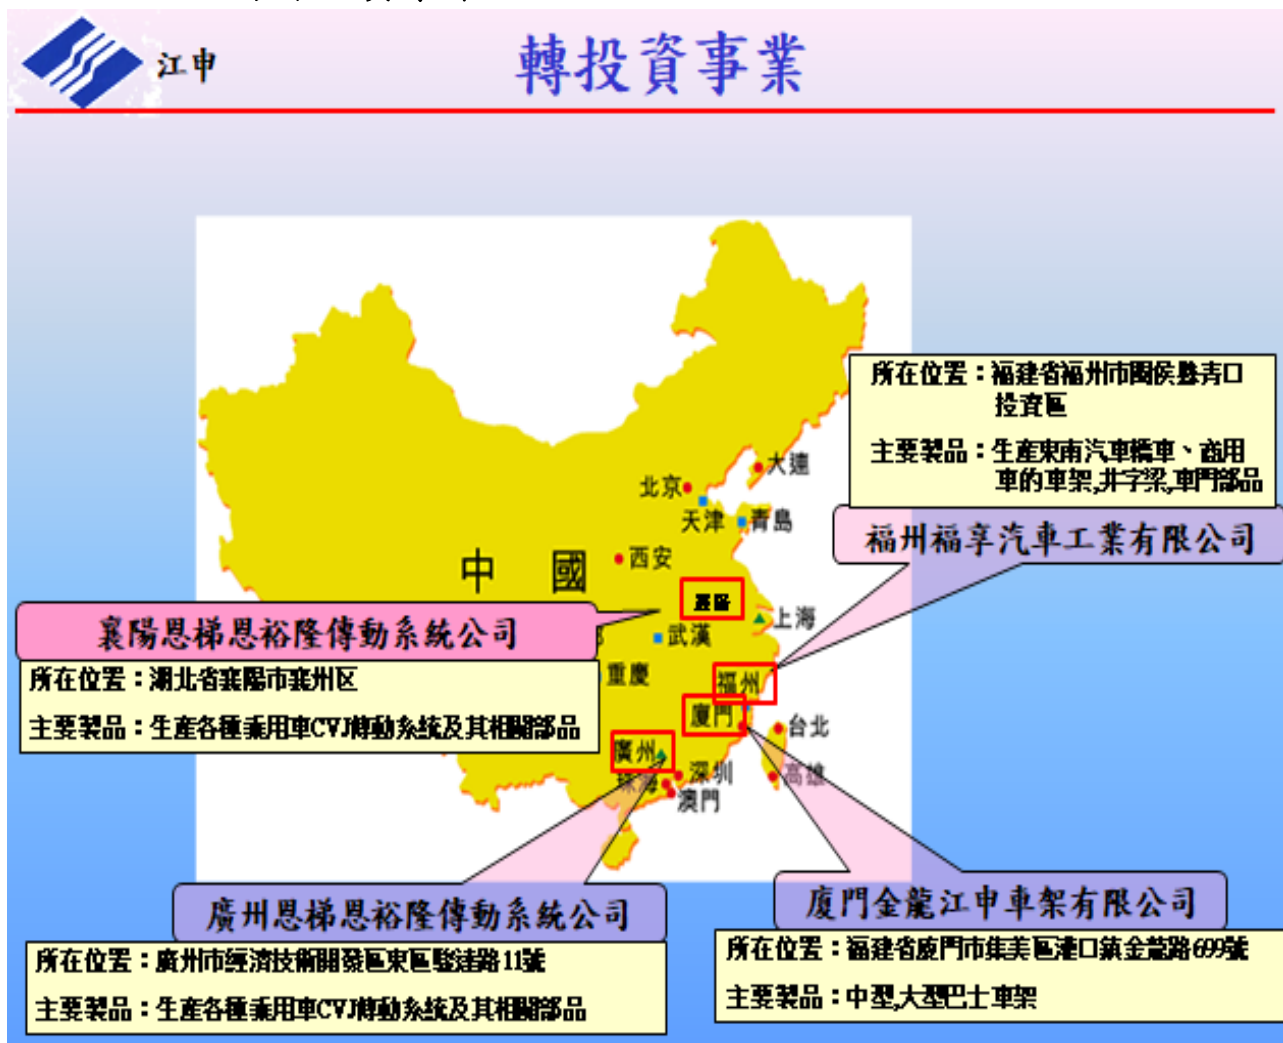 江申
轉投資事業
所在位置：福建省福州市閩侯縣青口
投資區
主要製品：生產東南汽車轎車、商用
車的車架,井字梁,車門部品
福州福享汽車工業有限公司
大連
北京
天津
青島
西安
中 國
襄陽
上海
襄陽恩梯恩裕隆傳動系統公司
武漢
所在位置：湖北省襄陽市襄州区
主要製品：生產各種乘用車CVJ傳動系統及其相關部品
重慶
福州
廈門
台北
廣州
深圳
珠海
高雄
澳門
廣州恩梯恩裕隆傳動系統公司
所在位置：廣州市經濟技術開發區東區駿達路11號
主要製品：生產各種乘用車CVJ傳動系統及其相關部品
廈門金龍江申車架有限公司
所在位置：福建省廈門市集美區灌口鎮金龍路699號
主要製品：中型,大型巴士車架